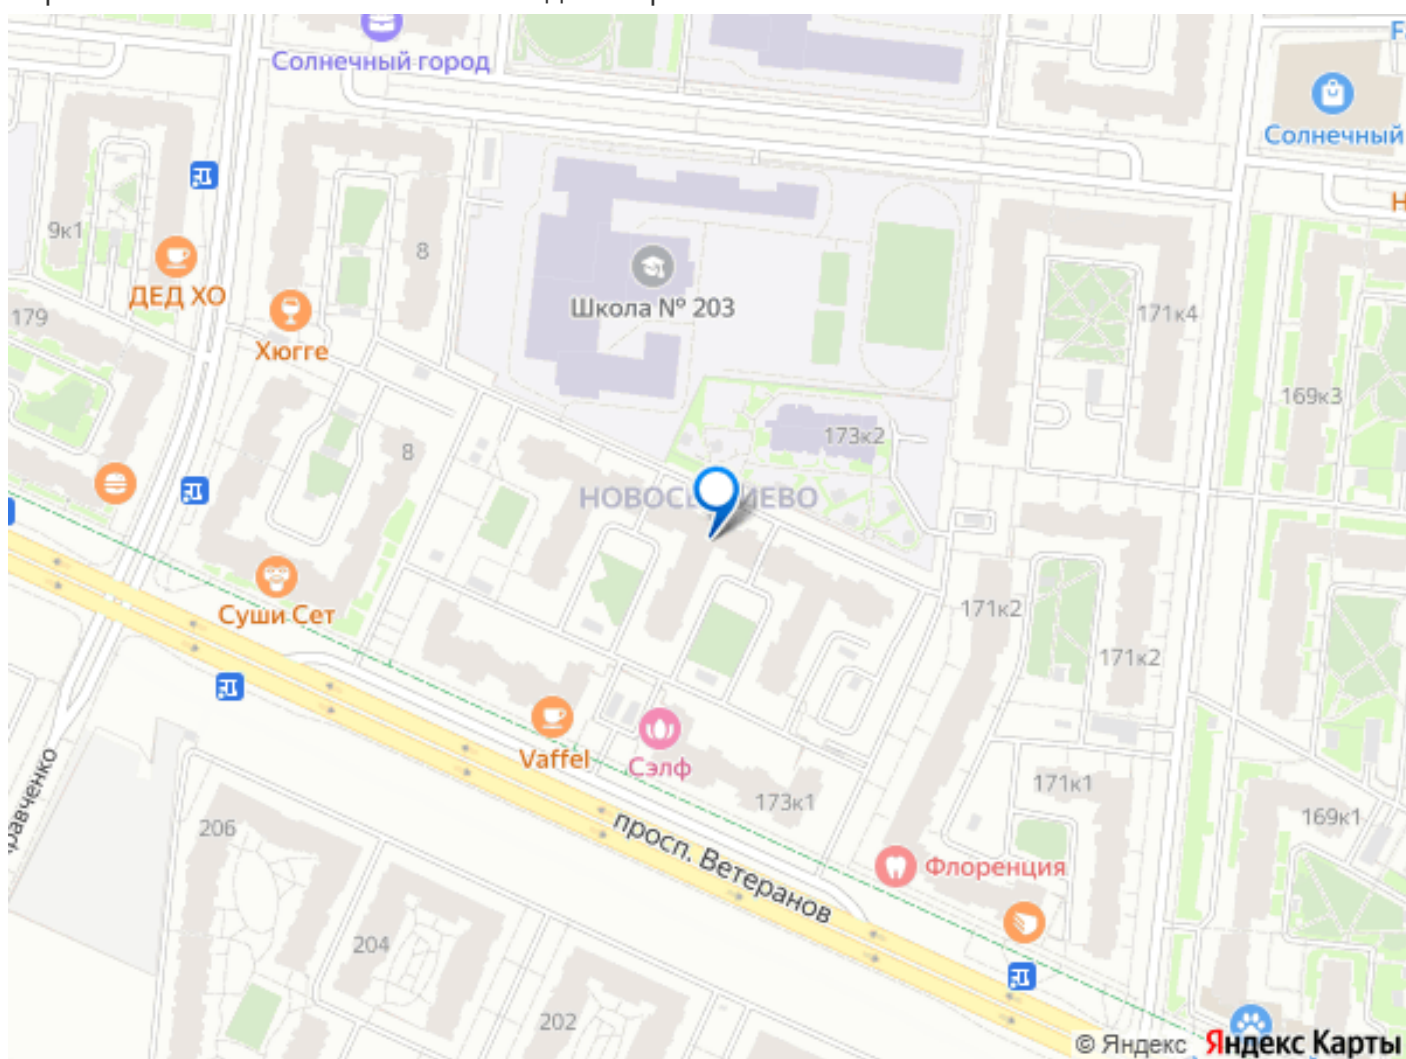 Солнечный город
Солнечный
9к1
8
ДЕД ХО
Школа № 203
179
Хюгге
171к4
169к3
173к2
8
171к2
Суши Сет
171к2
Vaffel
Сэлф
171к1
173к1
169к1
206
просп. Ветеранов
Флоренция
204
202
© Яндекс Яндекс Карты